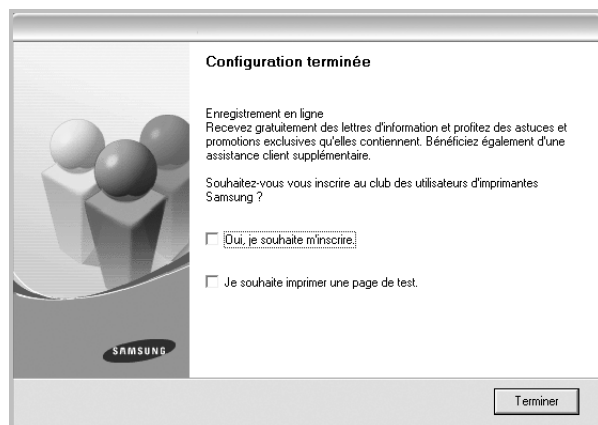 Configuration terminée
Enregistrement en ligne
Recevez gratuitement des lettres d'information et profitez des astuces et
promotions exclusives qu'elles contiennent. Bénéficiez également d'une
assistance client supplémentaire.
Souhaitez-vous vous inscrire au club des utilisateurs d'imprimantes
Samsung ?
Oui, je souhaite m'inscrire.
Je souhaite imprimer une page de test.
SAMSUNG
Terminer